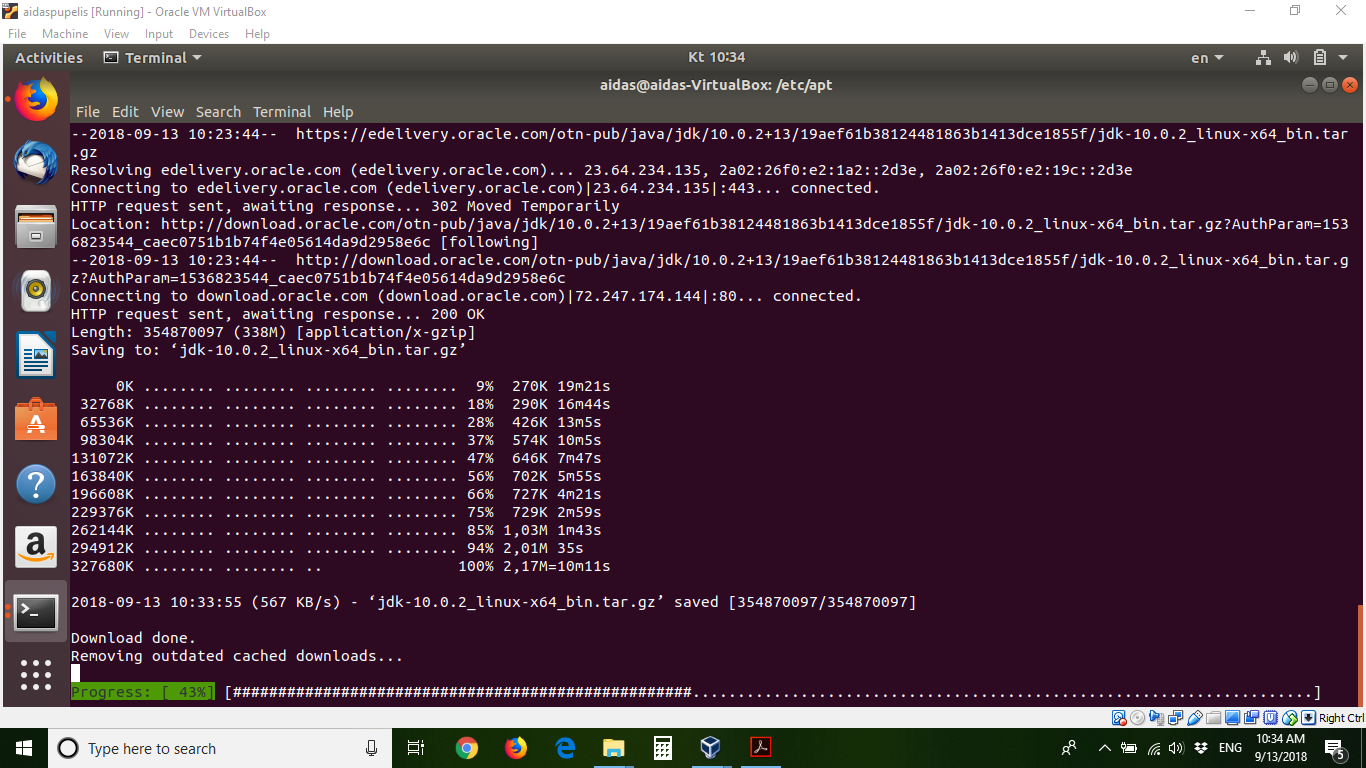 aidaspupelis [Running] - Oracle VM VirtualBox
File Machine View Input Devices Help
Activities Terminal Kt 10:34 en
aidas@aidas-VirtualBox: /etc/apt
File Edit View Search Terminal Help
--2018-09-13 10:23:44--  https://edelivery.oracle.com/otn-pub/java/jdk/10.0.2+13/19aef61b38124481863b1413dce1855f/jdk-10.0.2_linux-x64_bin.tar
.gz
Resolving edelivery.oracle.com (edelivery.oracle.com)... 23.64.234.135, 2a02:26f0:e2:1a2::2d3e, 2a02:26f0:e2:19c::2d3e
Connecting to edelivery.oracle.com (edelivery.oracle.com)|23.64.234.135|:443... connected.
HTTP request sent, awaiting response... 302 Moved Temporarily
Location: http://download.oracle.com/otn-pub/java/jdk/10.0.2+13/19aef61b38124481863b1413dce1855f/jdk-10.0.2_linux-x64_bin.tar.gz?AuthParam=153
6823544_caec0751b1b74f4e05614da9d2958e6c [following]
--2018-09-13 10:23:44--  http://download.oracle.com/otn-pub/java/jdk/10.0.2+13/19aef61b38124481863b1413dce1855f/jdk-10.0.2_linux-x64_bin.tar.g
z?AuthParam=1536823544_caec0751b1b74f4e05614da9d2958e6c
Connecting to download.oracle.com (download.oracle.com)|72.247.174.144|:80... connected.
HTTP request sent, awaiting response... 200 OK
Length: 354870097 (338M) [application/x-gzip]
Saving to: ‘jdk-10.0.2_linux-x64_bin.tar.gz’
0K ........ ........ ........ ........  9%  270K 19m21s
32768K ........ ........ ........ ........ 18%  290K 16m44s
65536K ........ ........ ........ ........ 28%  426K 13m5s
98304K ........ ........ ........ ........ 37%  574K 10m5s
131072K ........ ........ ........ ........ 47%  646K 7m47s
163840K ........ ........ ........ ........ 56%  702K 5m55s
196608K ........ ........ ........ ........ 66%  727K 4m21s
229376K ........ ........ ........ ........ 75%  729K 2m59s
262144K ........ ........ ........ ........ 85% 1,03M 1m43s
294912K ........ ........ ........ ........ 94% 2,01M 35s
327680K ........ ........ ..               100% 2,17M=10m11s
2018-09-13 10:33:55 (567 KB/s) - ‘jdk-10.0.2_linux-x64_bin.tar.gz’ saved [354870097/354870097]
Download done.
Removing outdated cached downloads...
Progress: [ 43%] [###################################################.....................................................................]
Right Ctrl
Type here to search ENG 10:34 AM
9/13/2018 5